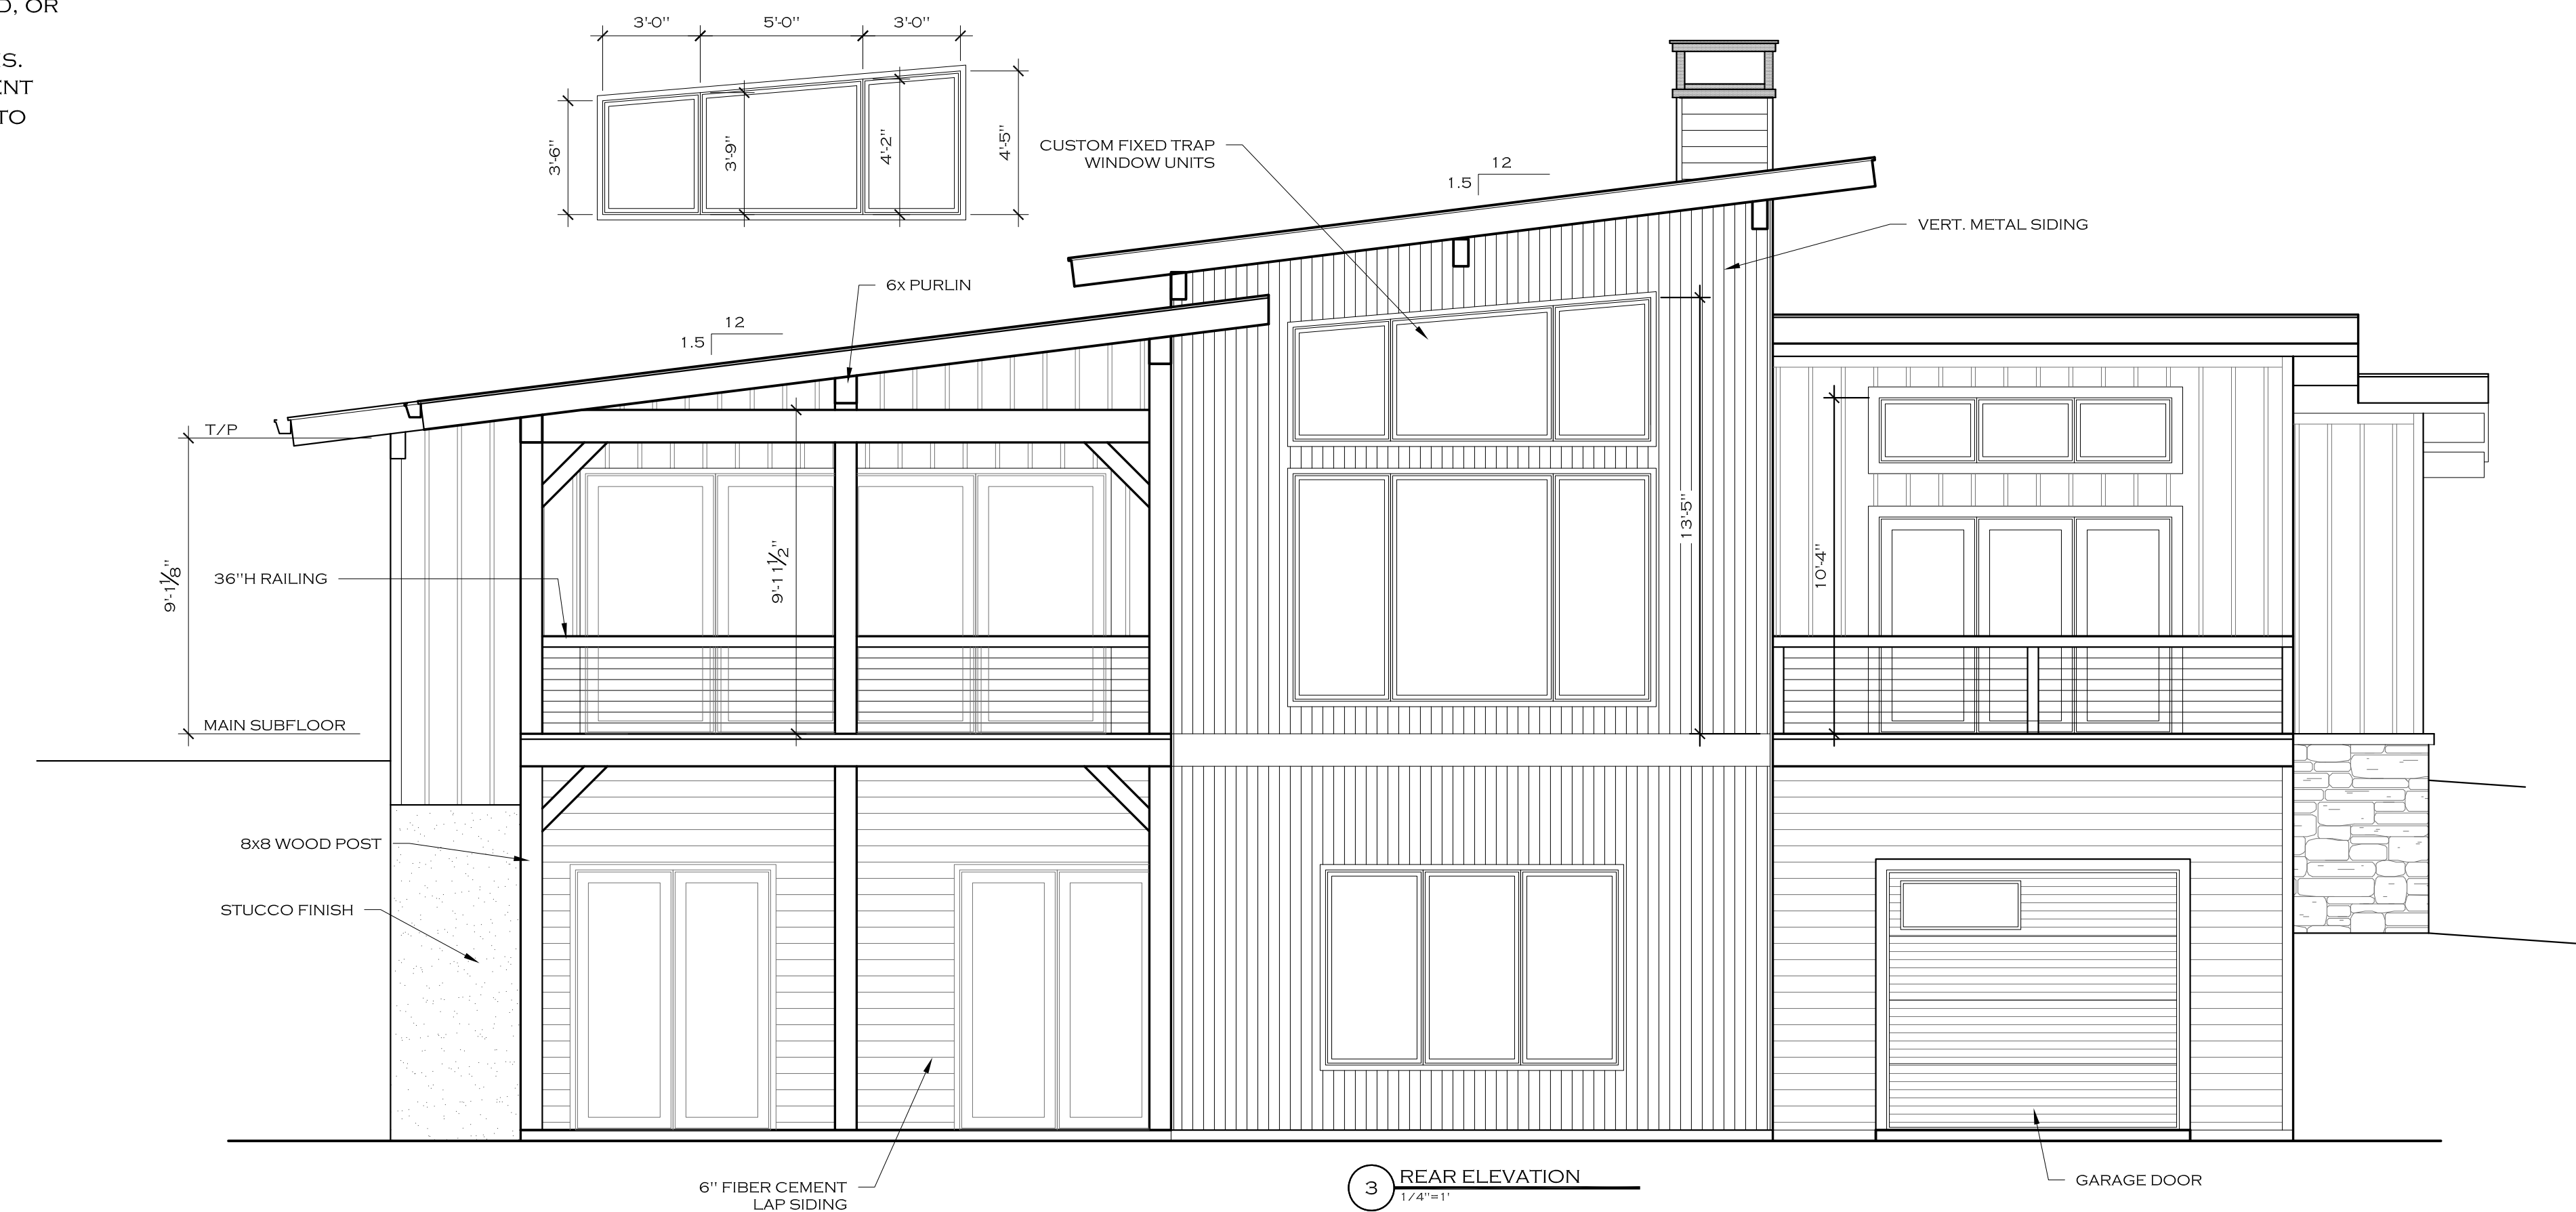 D, OR
S.
ENT
TO
3'-0"
5'-0"
3'-0"
3'-6"
3'-9"
4'-2"
4'-5"
CUSTOM FIXED TRAP
WINDOW UNITS
12
1.5
VERT. METAL SIDING
6x PURLIN
12
1.5
T/P
9'-1 1/8"
36"H RAILING
9'-11 1/2"
13'-5"
10'-4"
MAIN SUBFLOOR
8x8 WOOD POST
STUCCO FINISH
6" FIBER CEMENT
LAP SIDING
3
REAR ELEVATION
1/4"=1'
GARAGE DOOR